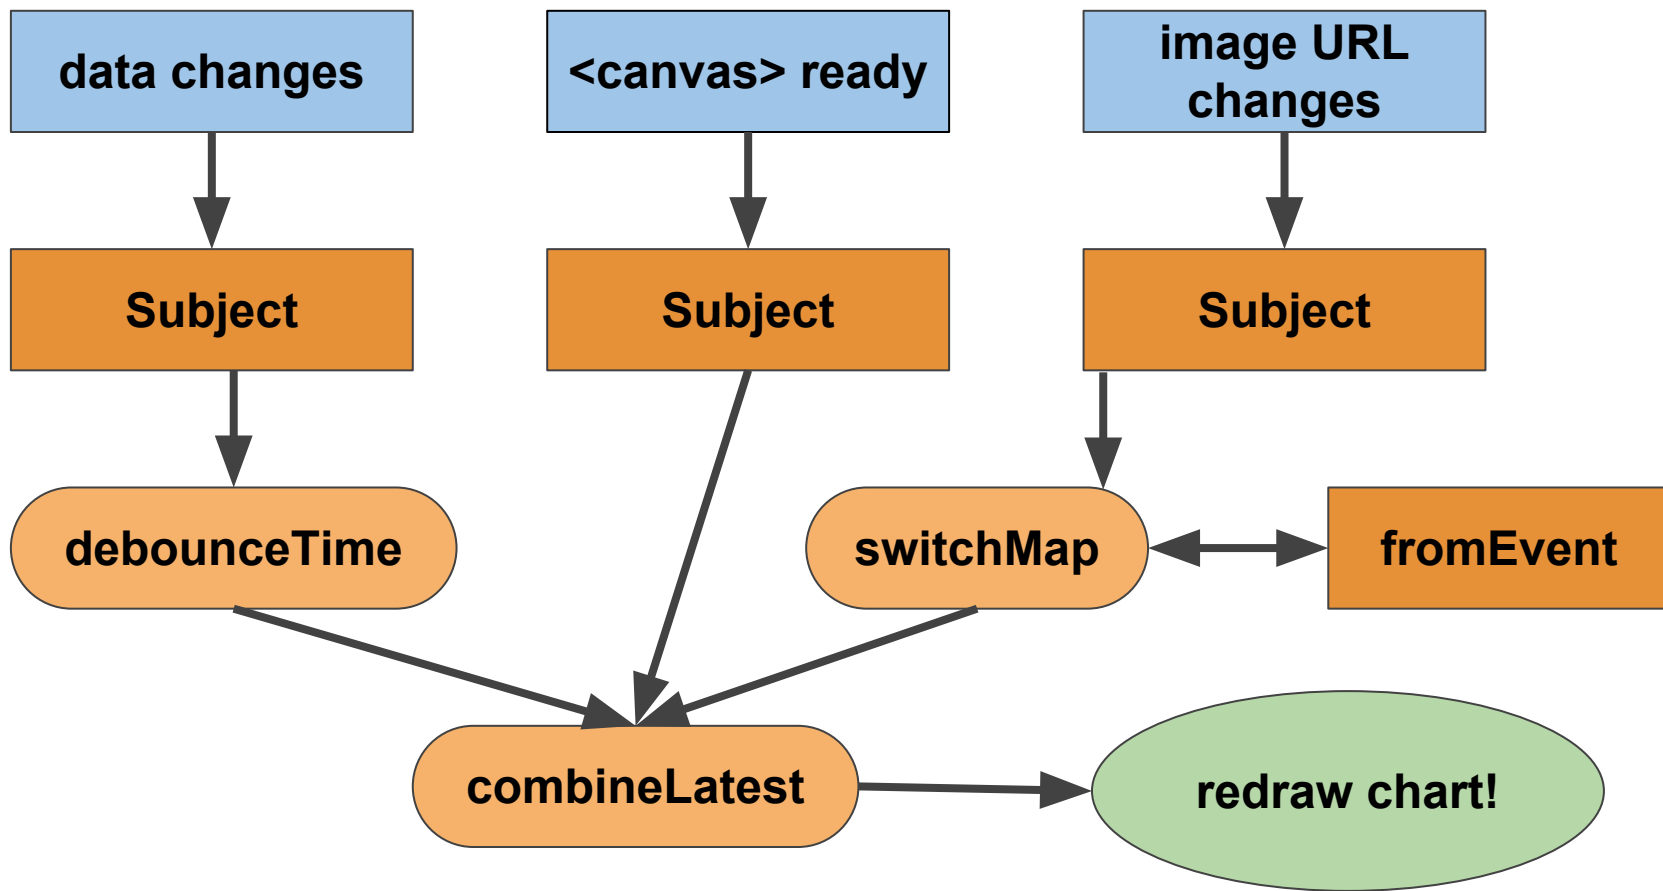 data changes
<canvas> ready
image URL
changes
Subject
Subject
Subject
debounceTime
switchMap
fromEvent
combineLatest
redraw chart!